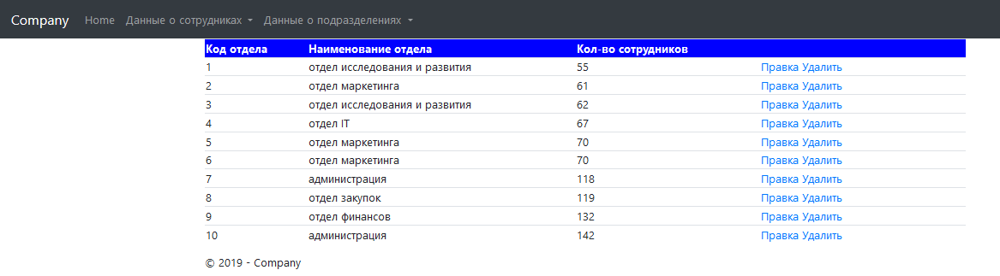 Company Home Данные о сотрудниках Данные о подразделениях
Код отдела Наименование отдела Кол-во сотрудников
1 отдел исследования и развития 55 Правка Удалить
2 отдел маркетинга 61 Правка Удалить
3 отдел исследования и развития 62 Правка Удалить
4 отдел IT 67 Правка Удалить
5 отдел маркетинга 70 Правка Удалить
6 отдел маркетинга 70 Правка Удалить
7 администрация 118 Правка Удалить
8 отдел закупок 119 Правка Удалить
9 отдел финансов 132 Правка Удалить
10 администрация 142 Правка Удалить
© 2019 - Company